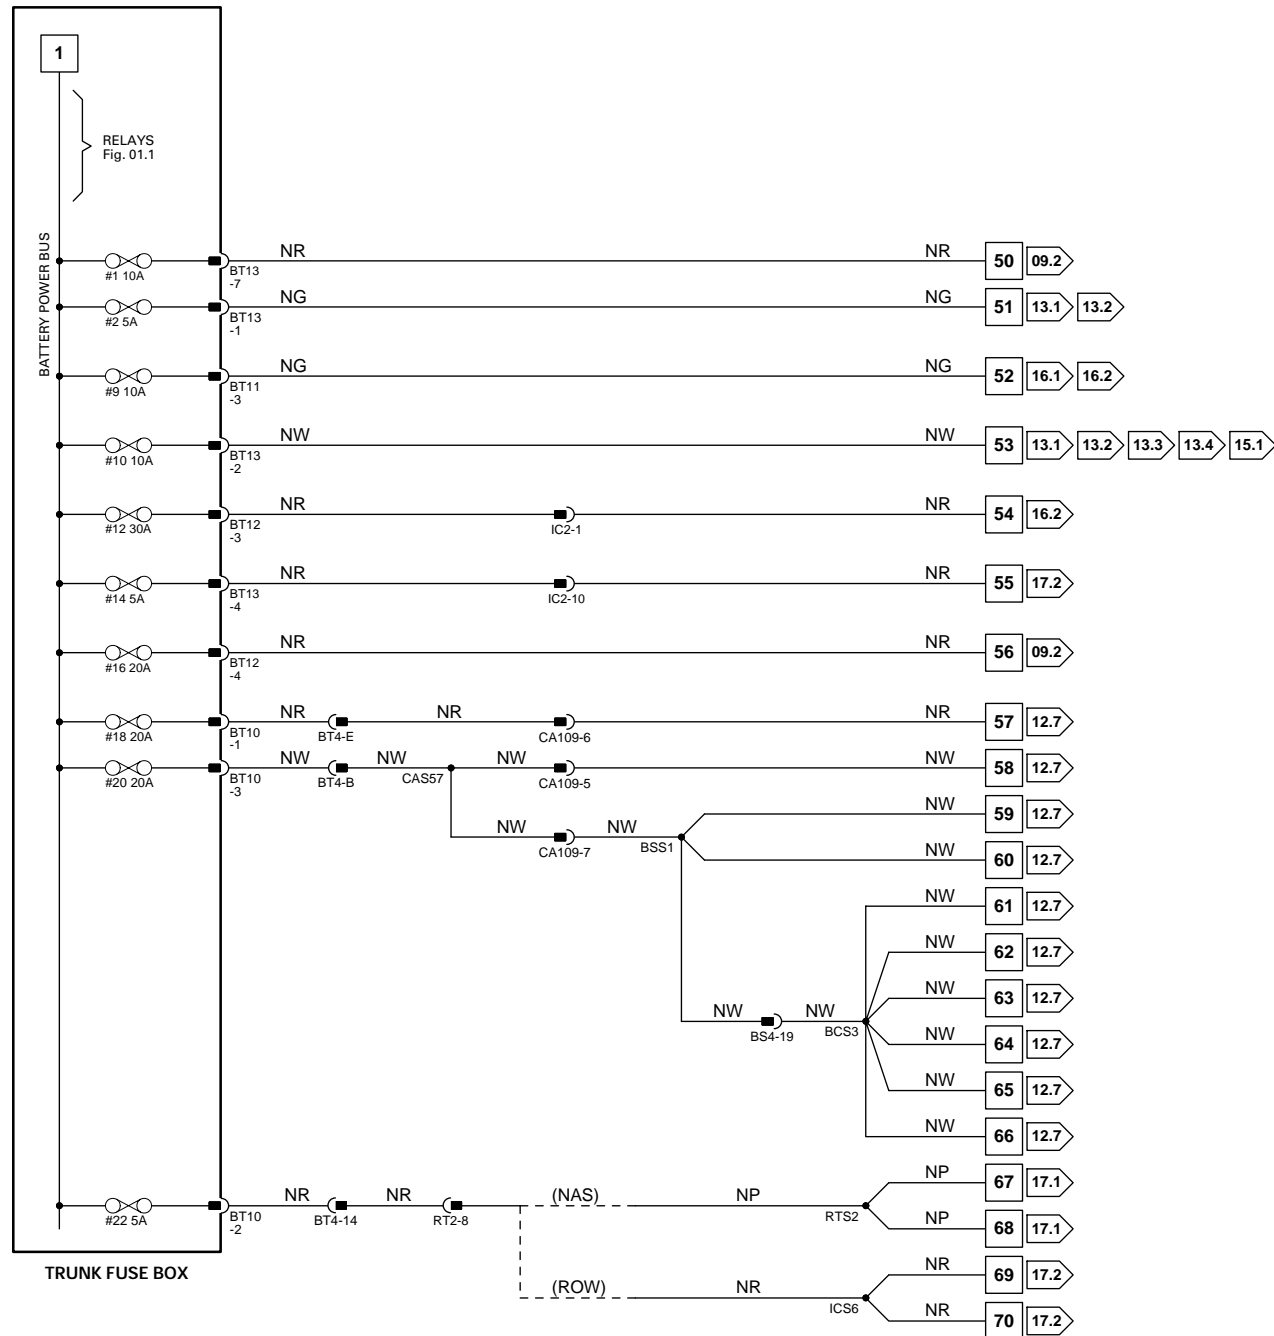 1
RELAYS
Fig. 01.1
BATTERY POWER BUS
#1 10A
BT13
-7
NR
NR
50
09.2
#2 5A
BT13
-1
NG
NG
51
13.1
13.2
#9 10A
BT11
-3
NG
NG
52
16.1
16.2
#10 10A
BT13
-2
NW
NW
53
13.1
13.2
13.3
13.4
15.1
#12 30A
BT12
-3
NR
IC2-1
NR
54
16.2
#14 5A
BT13
-4
NR
IC2-10
NR
55
17.2
#16 20A
BT12
-4
NR
NR
56
09.2
#18 20A
BT10
-1
NR
BT4-E
NR
CA109-6
NR
57
12.7
#20 20A
BT10
-3
NW
BT4-B
NW
CAS57
NW
CA109-5
NW
58
12.7
NW
CA109-7
NW
BSS1
NW
59
12.7
NW
60
12.7
NW
61
12.7
NW
62
12.7
NW
BS4-19
NW
BCS3
NW
63
12.7
NW
64
12.7
NW
65
12.7
NW
66
12.7
#22 5A
BT10
-2
NR
BT4-14
NR
RT2-8
(NAS)
NP
RTS2
NP
67
17.1
NP
68
17.1
(ROW)
NR
ICS6
NR
69
17.2
NR
70
17.2
TRUNK FUSE BOX